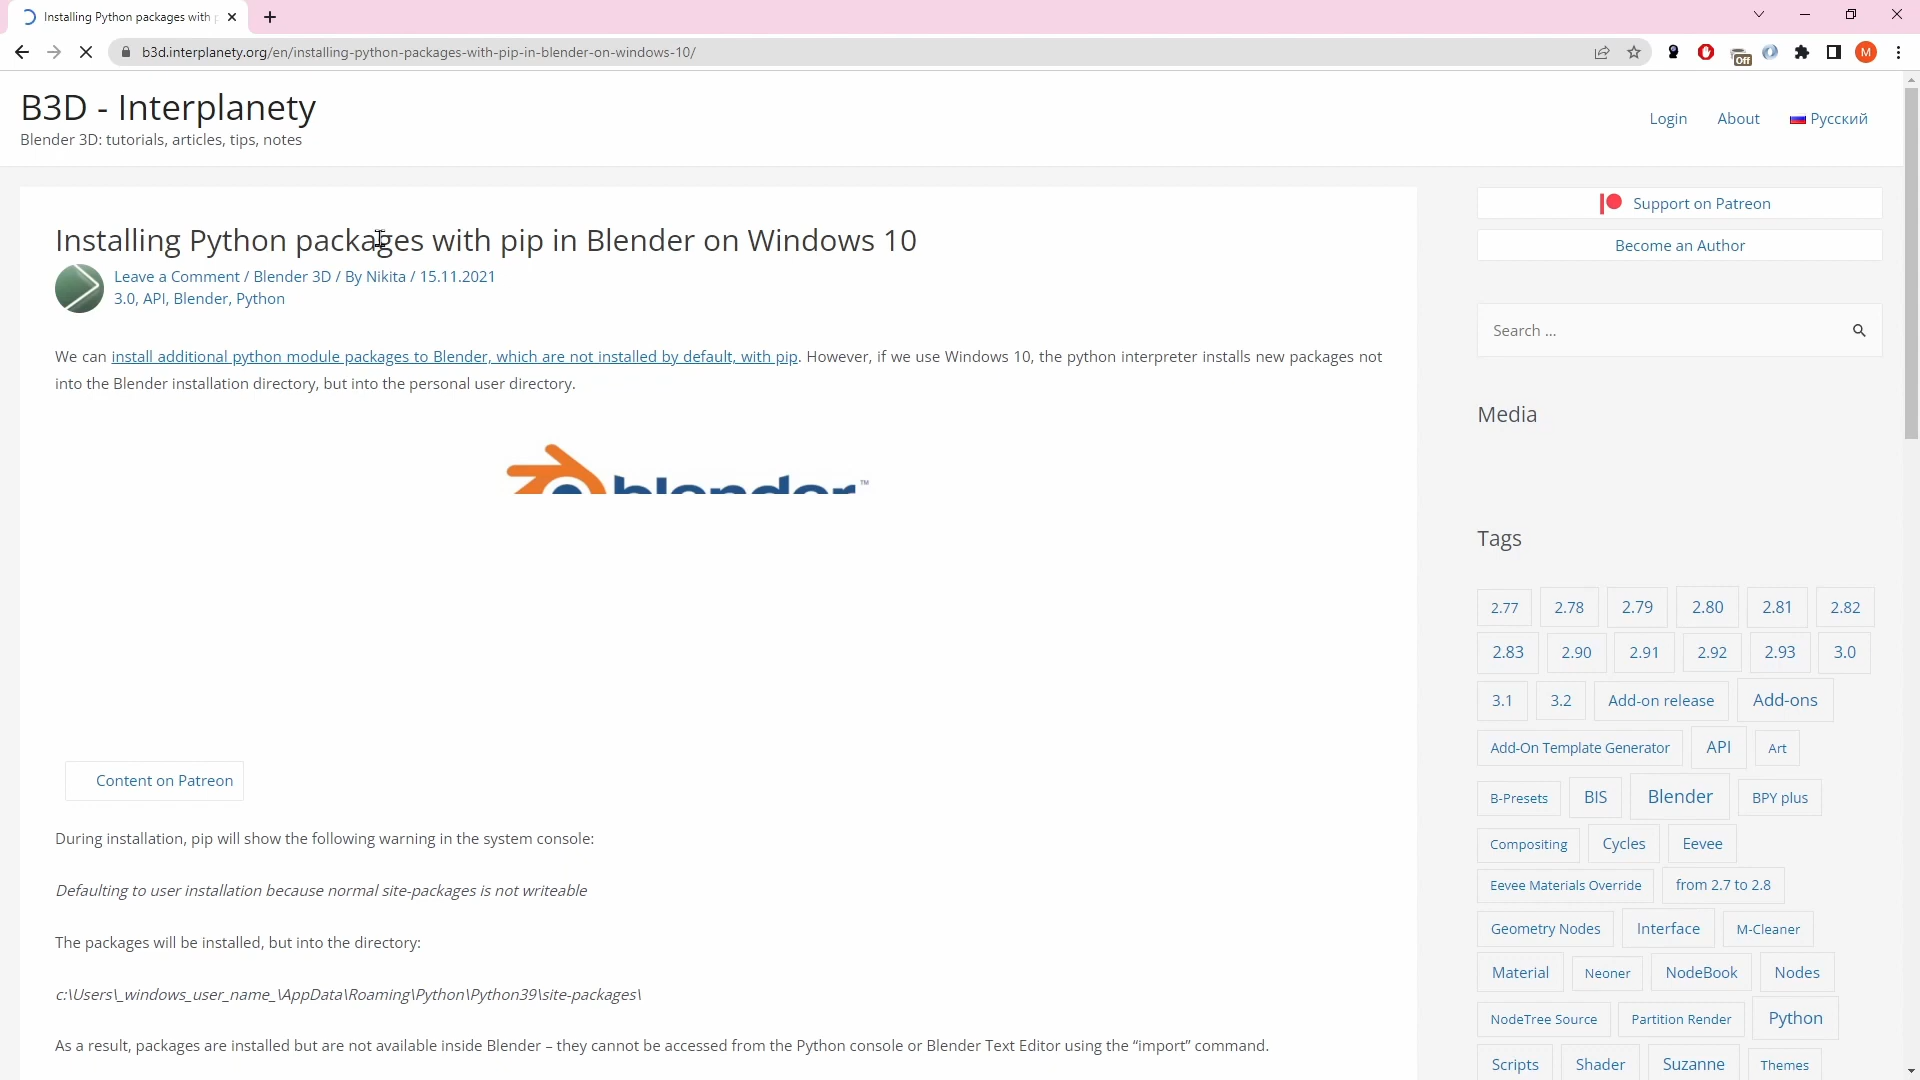 Installing Python packages with p
b3d.interplanety.org/en/installing-python-packages-with-pip-in-blender-on-windows-10/
Off
M
B3D - Interplanety
Blender 3D: tutorials, articles, tips, notes
Login
About
Русский
Installing Python packages with pip in Blender on Windows 10
Leave a Comment / Blender 3D / By Nikita / 15.11.2021
3.0, API, Blender, Python
We can install additional python module packages to Blender, which are not installed by default, with pip. However, if we use Windows 10, the python interpreter installs new packages not
into the Blender installation directory, but into the personal user directory.
blender™
Content on Patreon
During installation, pip will show the following warning in the system console:
Defaulting to user installation because normal site-packages is not writeable
The packages will be installed, but into the directory:
c:\Users\_windows_user_name_\AppData\Roaming\Python\Python39\site-packages\
As a result, packages are installed but are not available inside Blender – they cannot be accessed from the Python console or Blender Text Editor using the “import” command.
Support on Patreon
Become an Author
Search ...
Media
Tags
2.77 2.78 2.79 2.80 2.81 2.82
2.83 2.90 2.91 2.92 2.93 3.0
3.1 3.2 Add-on release Add-ons
Add-On Template Generator API Art
B-Presets BIS Blender BPY plus
Compositing Cycles Eevee
Eevee Materials Override from 2.7 to 2.8
Geometry Nodes Interface M-Cleaner
Material Neoner NodeBook Nodes
NodeTree Source Partition Render Python
Scripts Shader Suzanne Themes